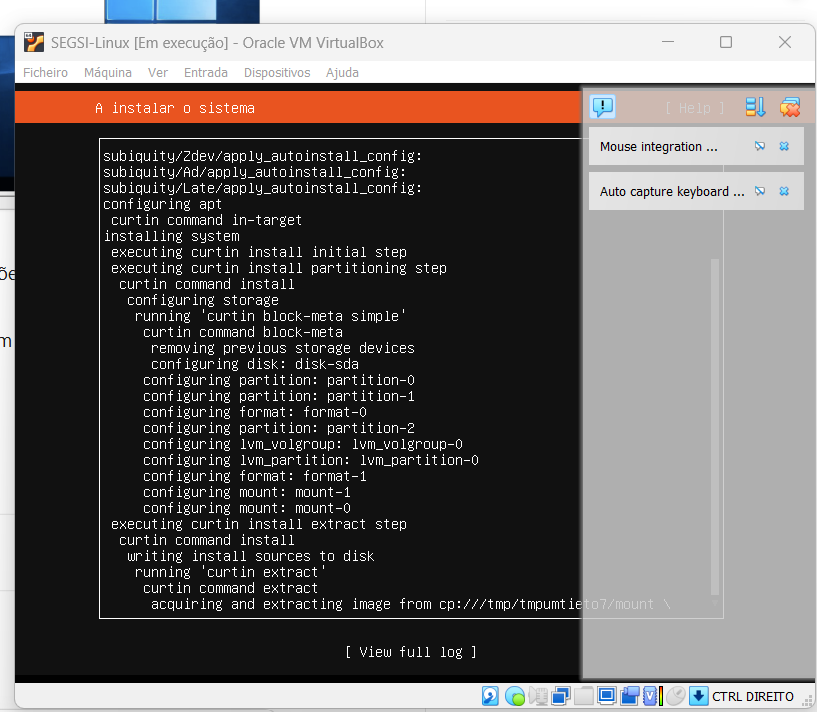 SEGSI-Linux [Em execução] - Oracle VM VirtualBox
Ficheiro Máquina Ver Entrada Dispositivos Ajuda
A instalar o sistema [ Help ]
Mouse integration ...
Auto capture keyboard ...
subiquity/Zdev/apply_autoinstall_config:
subiquity/Ad/apply_autoinstall_config:
subiquity/Late/apply_autoinstall_config:
configuring apt
curtin command in-target
installing system
executing curtin install initial step
executing curtin install partitioning step
curtin command install
configuring storage
running 'curtin block-meta simple'
curtin command block-meta
removing previous storage devices
configuring disk: disk-sda
configuring partition: partition-0
configuring partition: partition-1
configuring format: format-0
configuring partition: partition-2
configuring lvm_volgroup: lvm_volgroup-0
configuring lvm_partition: lvm_partition-0
configuring format: format-1
configuring mount: mount-1
configuring mount: mount-0
executing curtin install extract step
curtin command install
writing install sources to disk
running 'curtin extract'
curtin command extract
acquiring and extracting image from cp:///tmp/tmpumtieto7/mount \
[ View full log ]
CTRL DIREITO